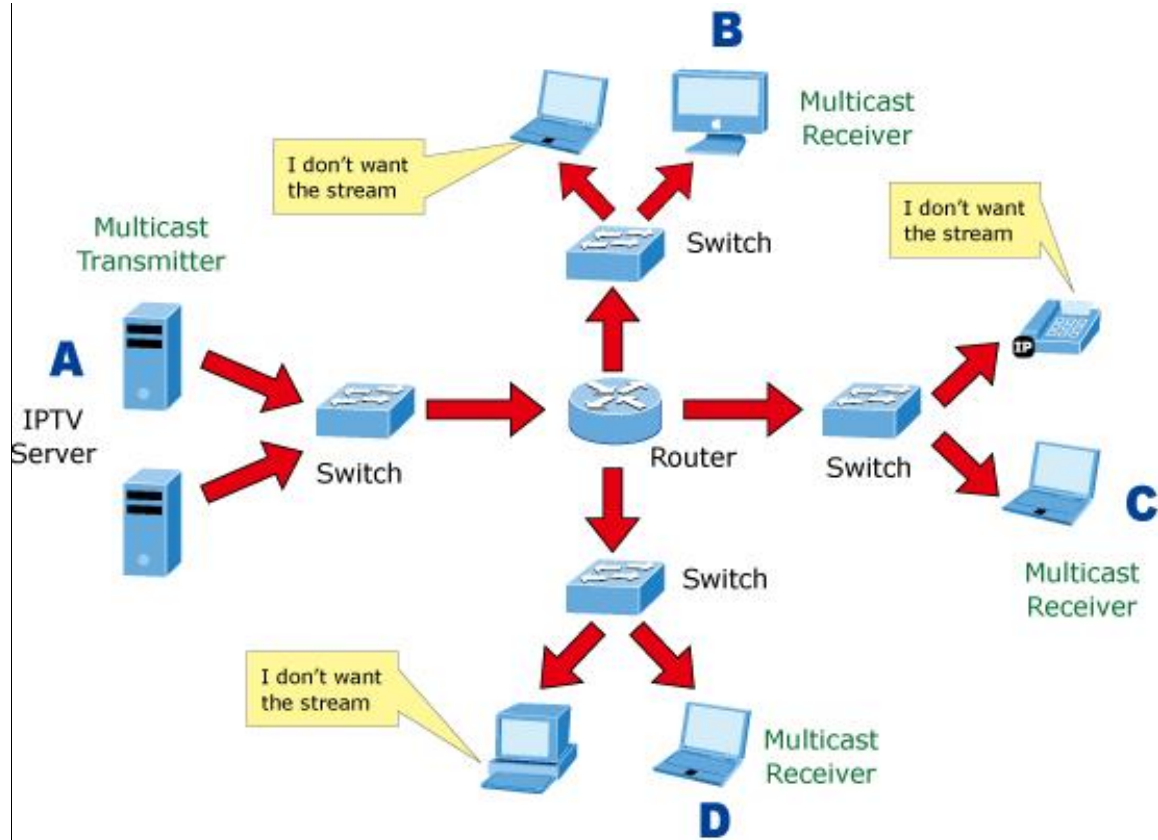 B
Multicast
Receiver
I don't want
the stream
Switch
I don't want
the stream
Multicast
Transmitter
A
IPTV
Server
Switch
Router
Switch
IP
C
Multicast
Receiver
Switch
I don't want
the stream
Multicast
Receiver
D